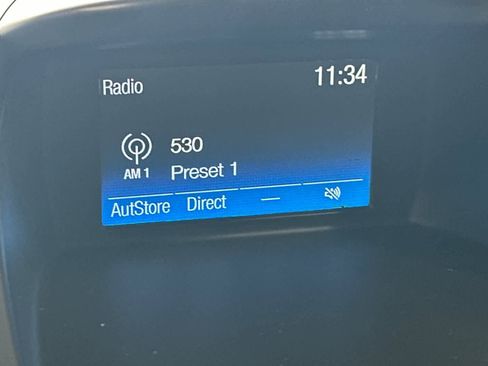 Radio 11:34
530
AM 1 Preset 1
AutStore Direct —